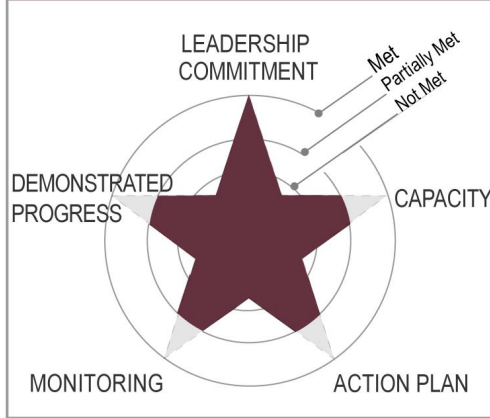 LEADERSHIP
COMMITMENT
Met
Partially Met
Not Met
DEMONSTRATED
PROGRESS
CAPACITY
MONITORING
ACTION PLAN